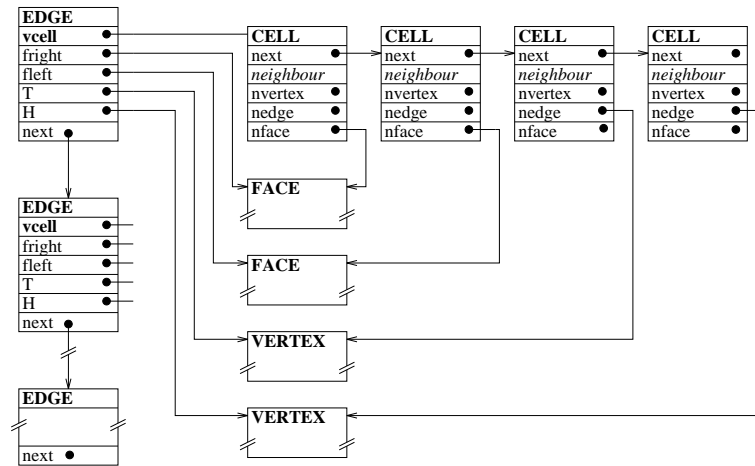 EDGE
vcell
fright
fleft
T
H
next
CELL
next
neighbour
nvertex
nedge
nface
CELL
next
neighbour
nvertex
nedge
nface
CELL
next
neighbour
nvertex
nedge
nface
CELL
next
neighbour
nvertex
nedge
nface
FACE
EDGE
vcell
fright
fleft
T
H
next
FACE
VERTEX
EDGE
next
VERTEX